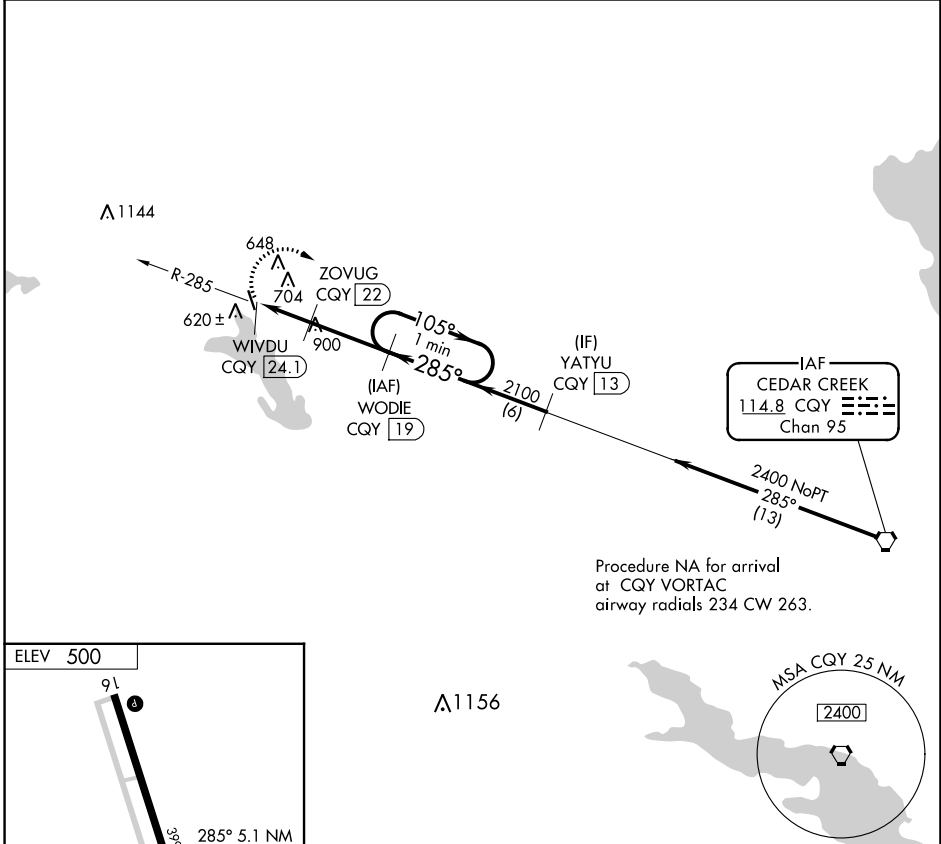 1144
648
R-285
704
ZOVUG
CQY 22
620 ±
900
WIVDU
CQY 24.1
105°
1 min
285°
(IAF)
WODIE
CQY 19
2100
(6)
(IF)
YATYU
CQY 13
IAF
CEDAR CREEK
114.8 CQY
Chan 95
2400 NoPT
285°
(13)
Procedure NA for arrival
at CQY VORTAC
airway radials 234 CW 263.
ELEV 500
16
P
285° 5.1 NM
1156
MSA CQY 25 NM
2400